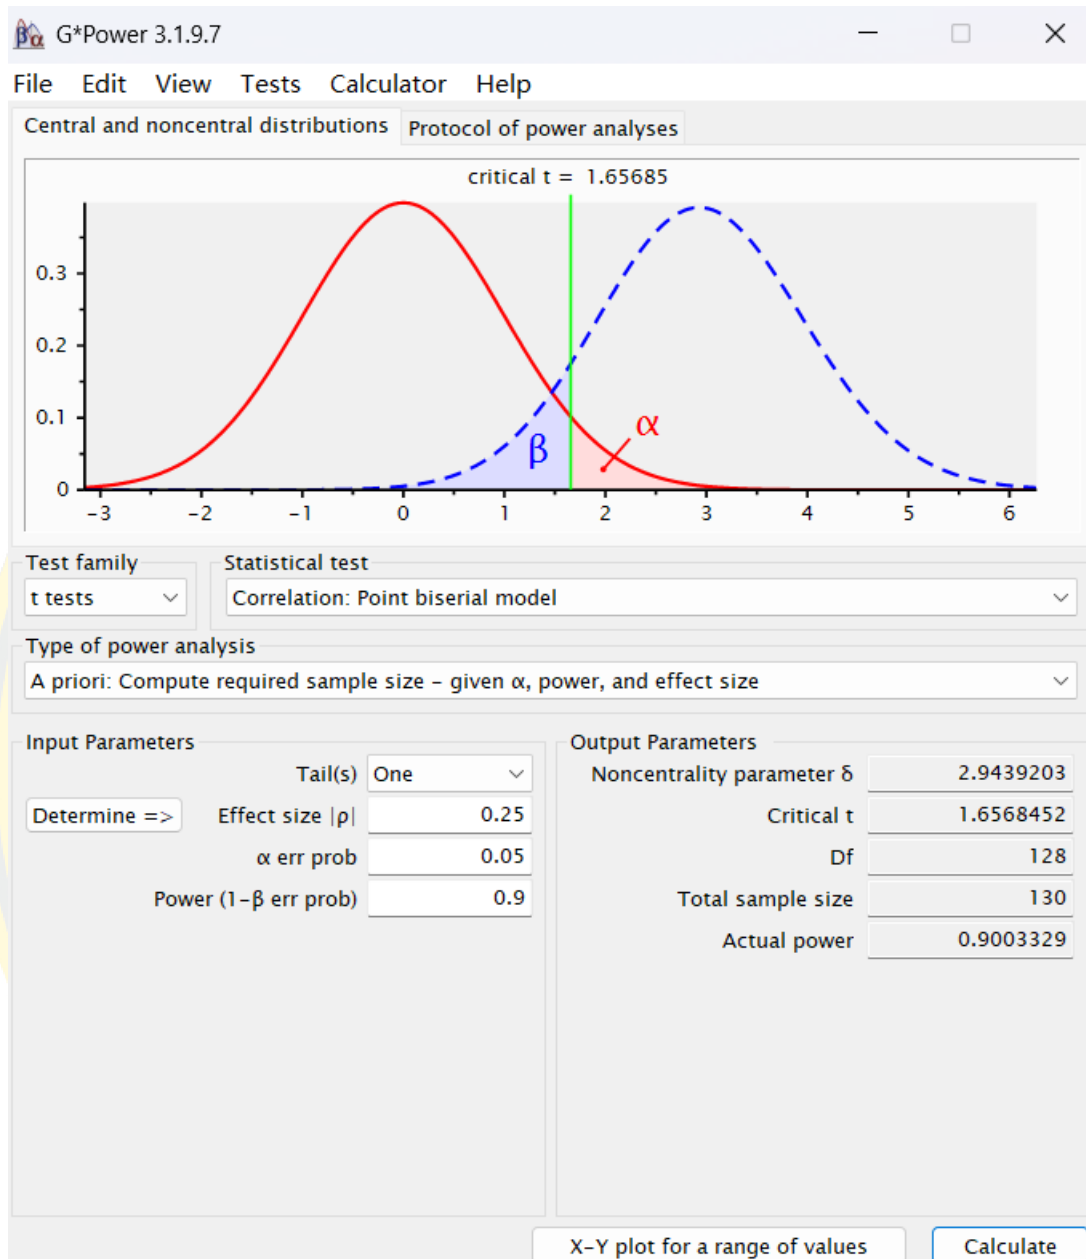 G*Power 3.1.9.7
File Edit View Tests Calculator Help
Central and noncentral distributions Protocol of power analyses
critical t = 1.65685
0.3
0.2
0.1
0
β
α
-3 -2 -1 0 1 2 3 4 5 6
Test family Statistical test
t tests Correlation: Point biserial model
Type of power analysis
A priori: Compute required sample size – given α, power, and effect size
Input Parameters Output Parameters
Tail(s) One Noncentrality parameter δ 2.9439203
Determine => Effect size |ρ| 0.25 Critical t 1.6568452
α err prob 0.05 Df 128
Power (1-β err prob) 0.9 Total sample size 130
Actual power 0.9003329
X-Y plot for a range of values Calculate